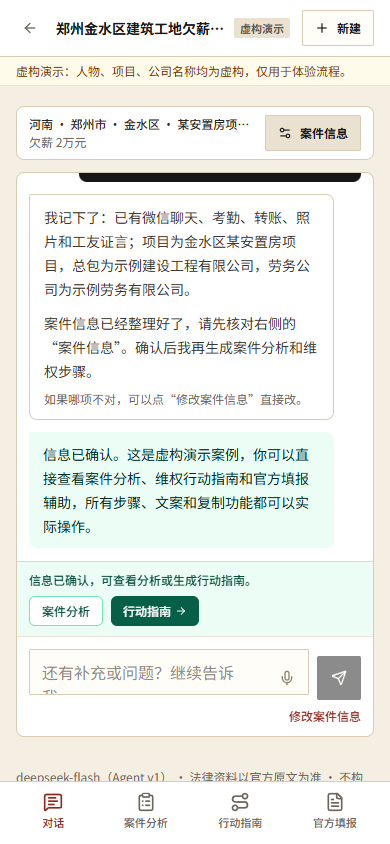 郑州金水区建筑工地欠薪… 虚构演示 新建
虚构演示：人物、项目、公司名称均为虚构，仅用于体验流程。
河南 · 郑州市 · 金水区 · 某安置房项… 案件信息
欠薪 2万元
我记下了：已有微信聊天、考勤、转账、照
片和工友证言；项目为金水区某安置房项
目，总包为示例建设工程有限公司，劳务公
司为示例劳务有限公司。
案件信息已经整理好了，请先核对右侧的
“案件信息”。确认后我再生成案件分析和维
权步骤。
如果哪项不对，可以点“修改案件信息”直接改。
信息已确认。这是虚构演示案例，你可以直
接查看案件分析、维权行动指南和官方填报
辅助，所有步骤、文案和复制功能都可以实
际操作。
信息已确认，可查看分析或生成行动指南。
案件分析 行动指南 →
还有补充或问题？继续告诉
我
修改案件信息
deepseek-flash（Agent v1） · 法律资料以官方原文为准 · 不构
对话 案件分析 行动指南 官方填报